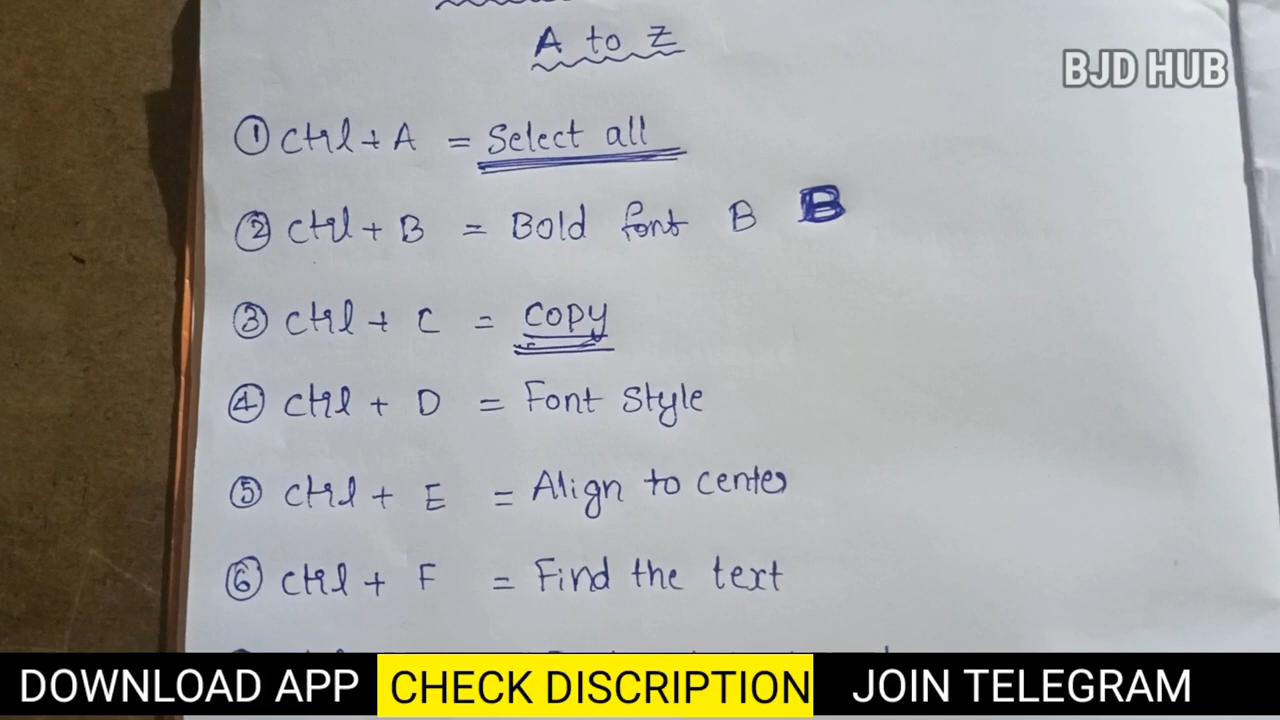 A to Z
BJD HUB
① Ctrl + A = Select all
② Ctrl + B = Bold font B B
③ Ctrl + C = Copy
④ Ctrl + D = Font Style
⑤ Ctrl + E = Align to center
⑥ Ctrl + F = Find the text
DOWNLOAD APP CHECK DISCRIPTION JOIN TELEGRAM